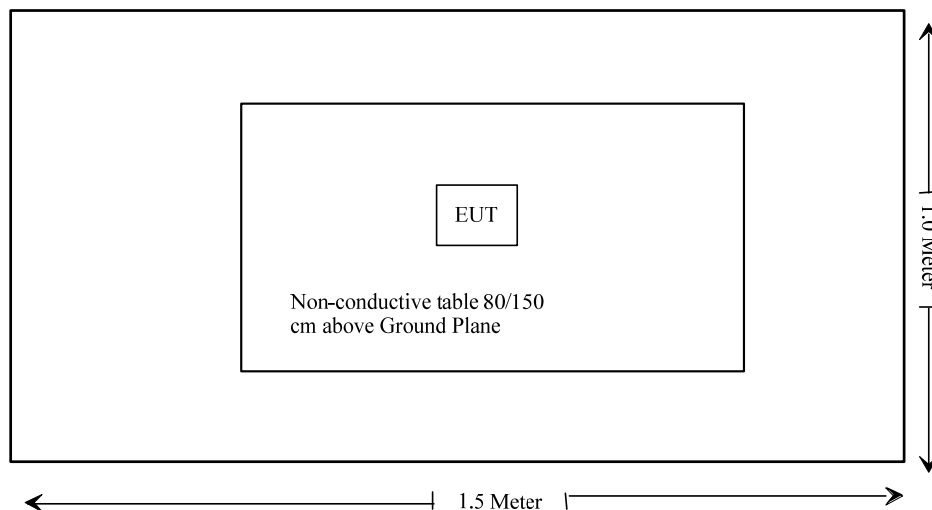 EUT
Non-conductive table 80/150
cm above Ground Plane
1.0 Meter
1.5 Meter